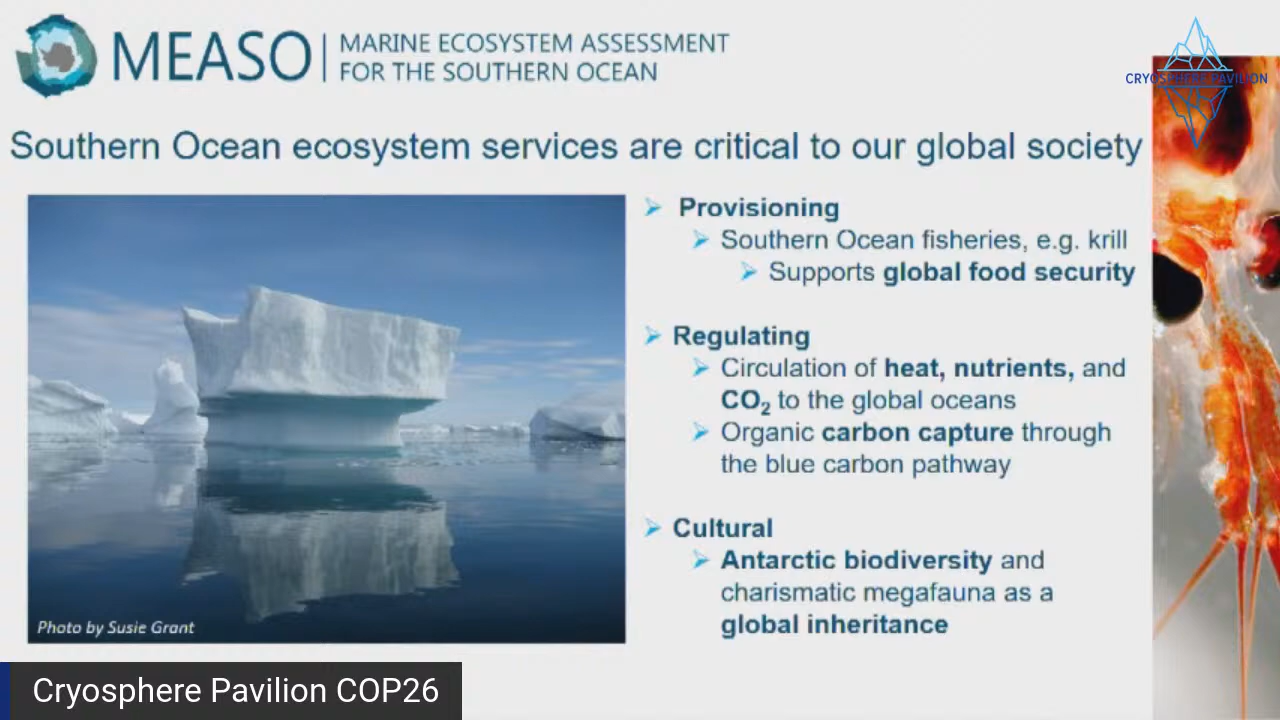 MEASO
MARINE ECOSYSTEM ASSESSMENT
FOR THE SOUTHERN OCEAN
CRYOSPHERE PAVILION
Southern Ocean ecosystem services are critical to our global society
Provisioning
Southern Ocean fisheries, e.g. krill
Supports global food security
Regulating
Circulation of heat, nutrients, and
CO₂ to the global oceans
Organic carbon capture through
the blue carbon pathway
Cultural
Antarctic biodiversity and
charismatic megafauna as a
global inheritance
Photo by Susie Grant
Cryosphere Pavilion COP26